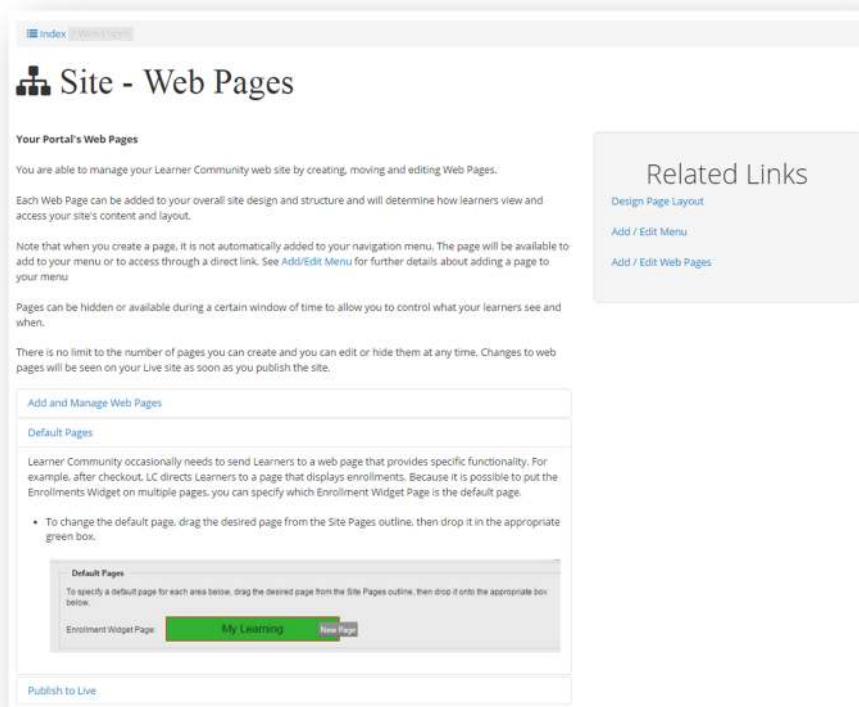 Index / Web Pages
Site - Web Pages
Your Portal's Web Pages
You are able to manage your Learner Community web site by creating, moving and editing Web Pages.
Each Web Page can be added to your overall site design and structure and will determine how learners view and
access your site's content and layout.
Note that when you create a page, it is not automatically added to your navigation menu. The page will be available to
add to your menu or to access through a direct link. See Add/Edit Menu for further details about adding a page to
your menu
Pages can be hidden or available during a certain window of time to allow you to control what your learners see and
when.
There is no limit to the number of pages you can create and you can edit or hide them at any time. Changes to web
pages will be seen on your Live site as soon as you publish the site.
Add and Manage Web Pages
Default Pages
Learner Community occasionally needs to send Learners to a web page that provides specific functionality. For
example, after checkout, LC directs Learners to a page that displays enrollments. Because it is possible to put the
Enrollments Widget on multiple pages, you can specify which Enrollment Widget Page is the default page.
• To change the default page, drag the desired page from the Site Pages outline, then drop it in the appropriate
green box.
Default Pages
To specify a default page for each area below, drag the desired page from the Site Pages outline, then drop it onto the appropriate box
below.
Enrollment Widget Page: My Learning New Page
Publish to Live
Related Links
Design Page Layout
Add / Edit Menu
Add / Edit Web Pages